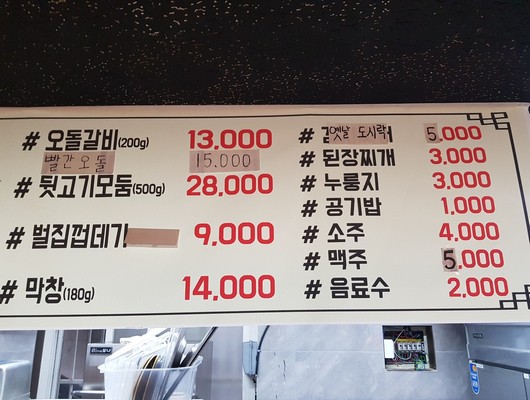 # 오돌갈비(200g) 13,000
빨간오돌 15.000
# 뒷고기모둠(500g) 28,000
# 벌집껍데기 9,000
# 막창(180g) 14,000
# 옛날 도시락 5,000
# 된장찌개 3,000
# 누룽지 3,000
# 공기밥 1,000
# 소주 4,000
# 맥주 5,000
# 음료수 2,000